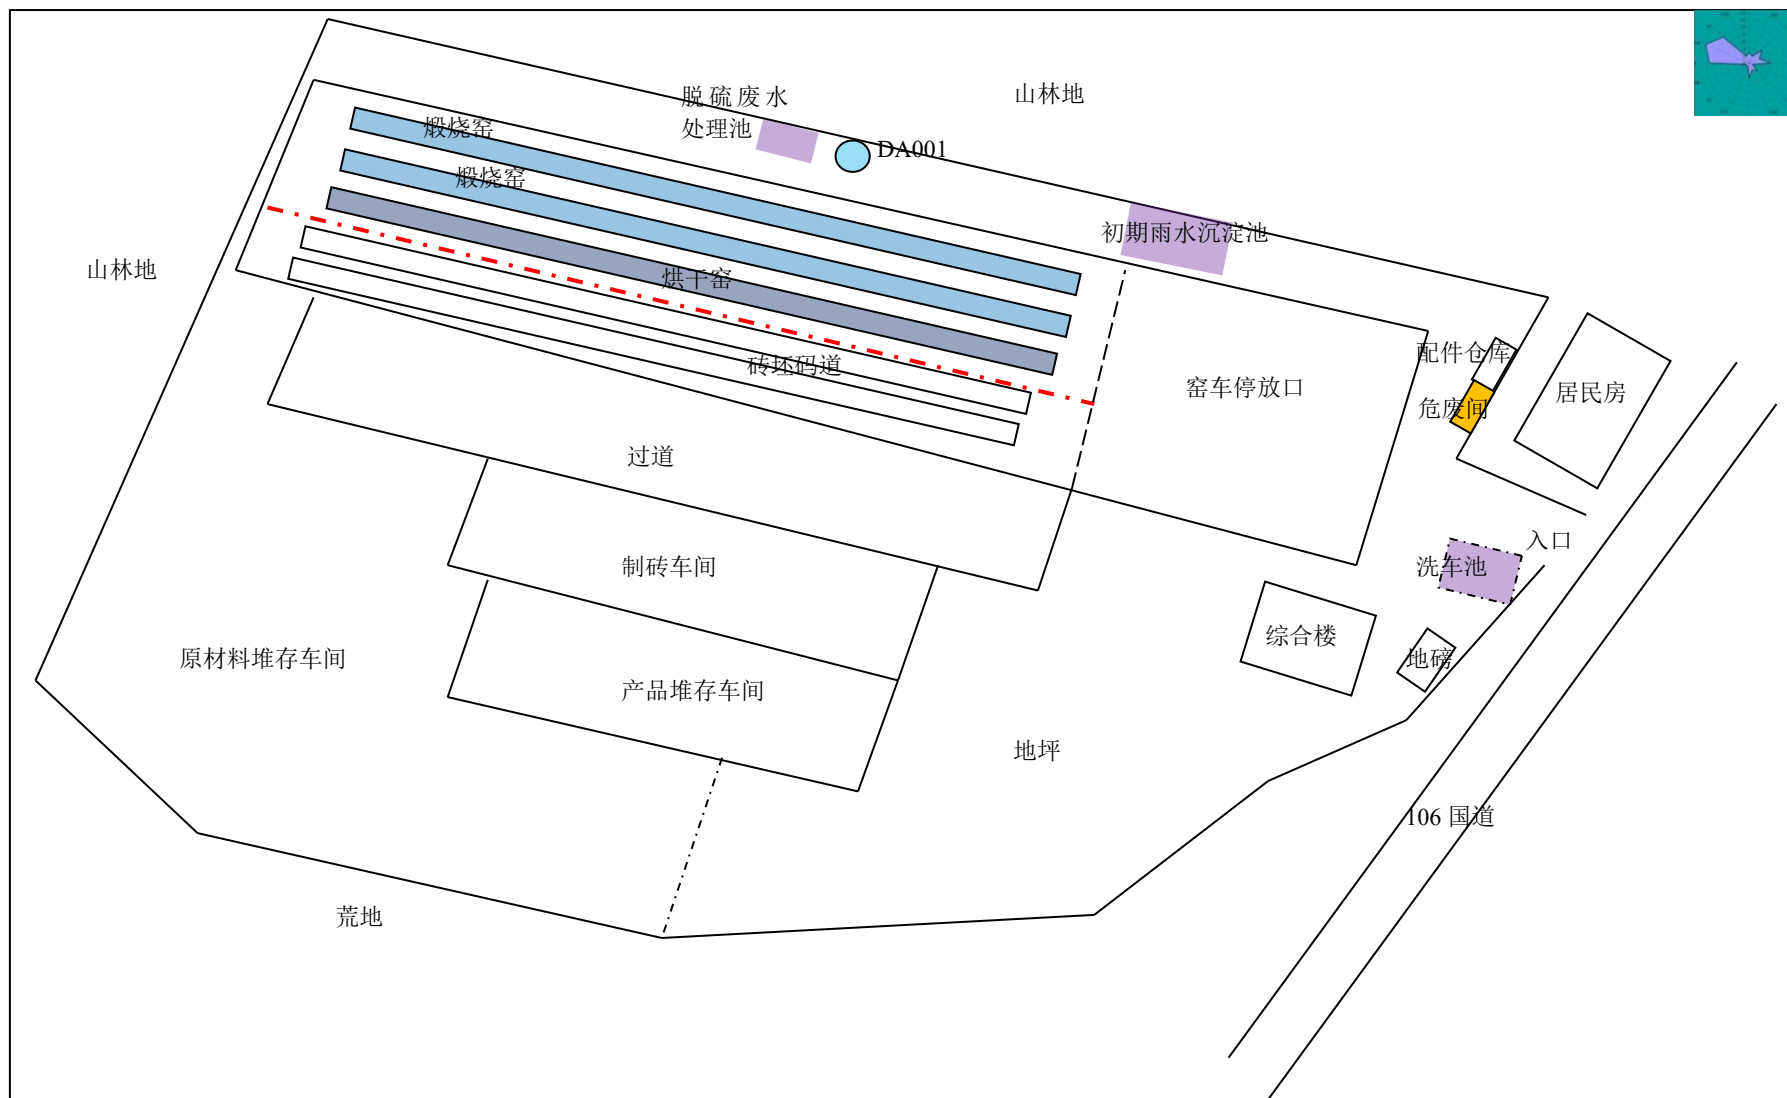 脱硫废水
处理池
山林地
煅烧窑
DA001
煅烧窑
初期雨水沉淀池
山林地
烘干窑
砖坯码道
配件仓库
窑车停放口
居民房
危废间
过道
入口
制砖车间
洗车池
综合楼
原材料堆存车间
地磅
产品堆存车间
地坪
106 国道
荒地